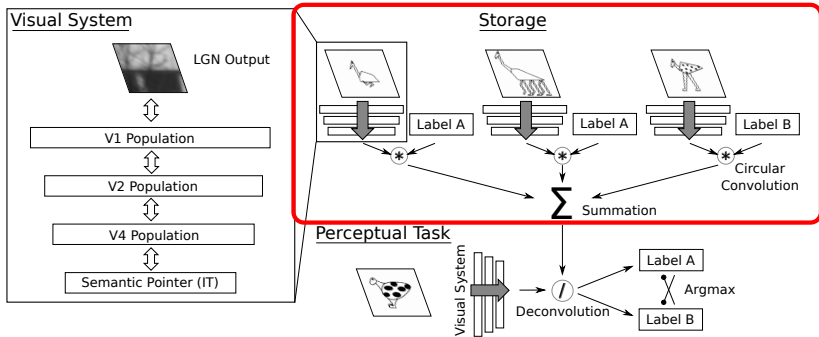 Visual System
LGN Output
V1 Population
V2 Population
V4 Population
Semantic Pointer (IT)
Storage
Label A
Label A
Label B
*
*
*
Circular
Convolution
Σ Summation
Perceptual Task
Visual System
/
Deconvolution
Label A
Argmax
Label B